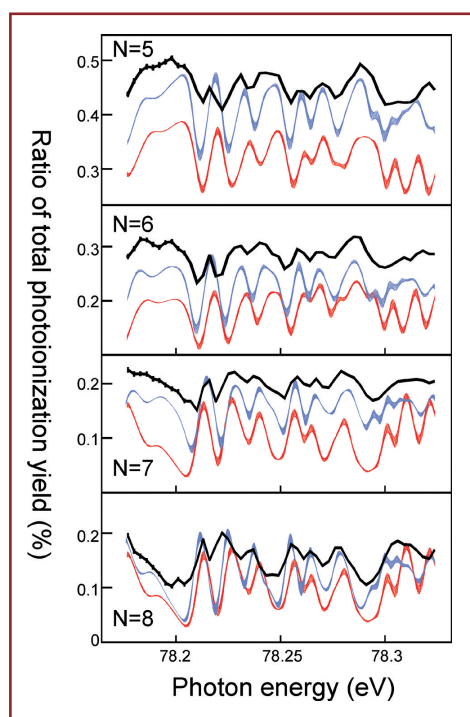 Ratio of total photoionization yield (%)
N=5
0.5
0.4
0.3
N=6
0.3
0.2
0.2
0.1
N=7
0.2
0.1
0
N=8
78.2
78.25
78.3
Photon energy (eV)